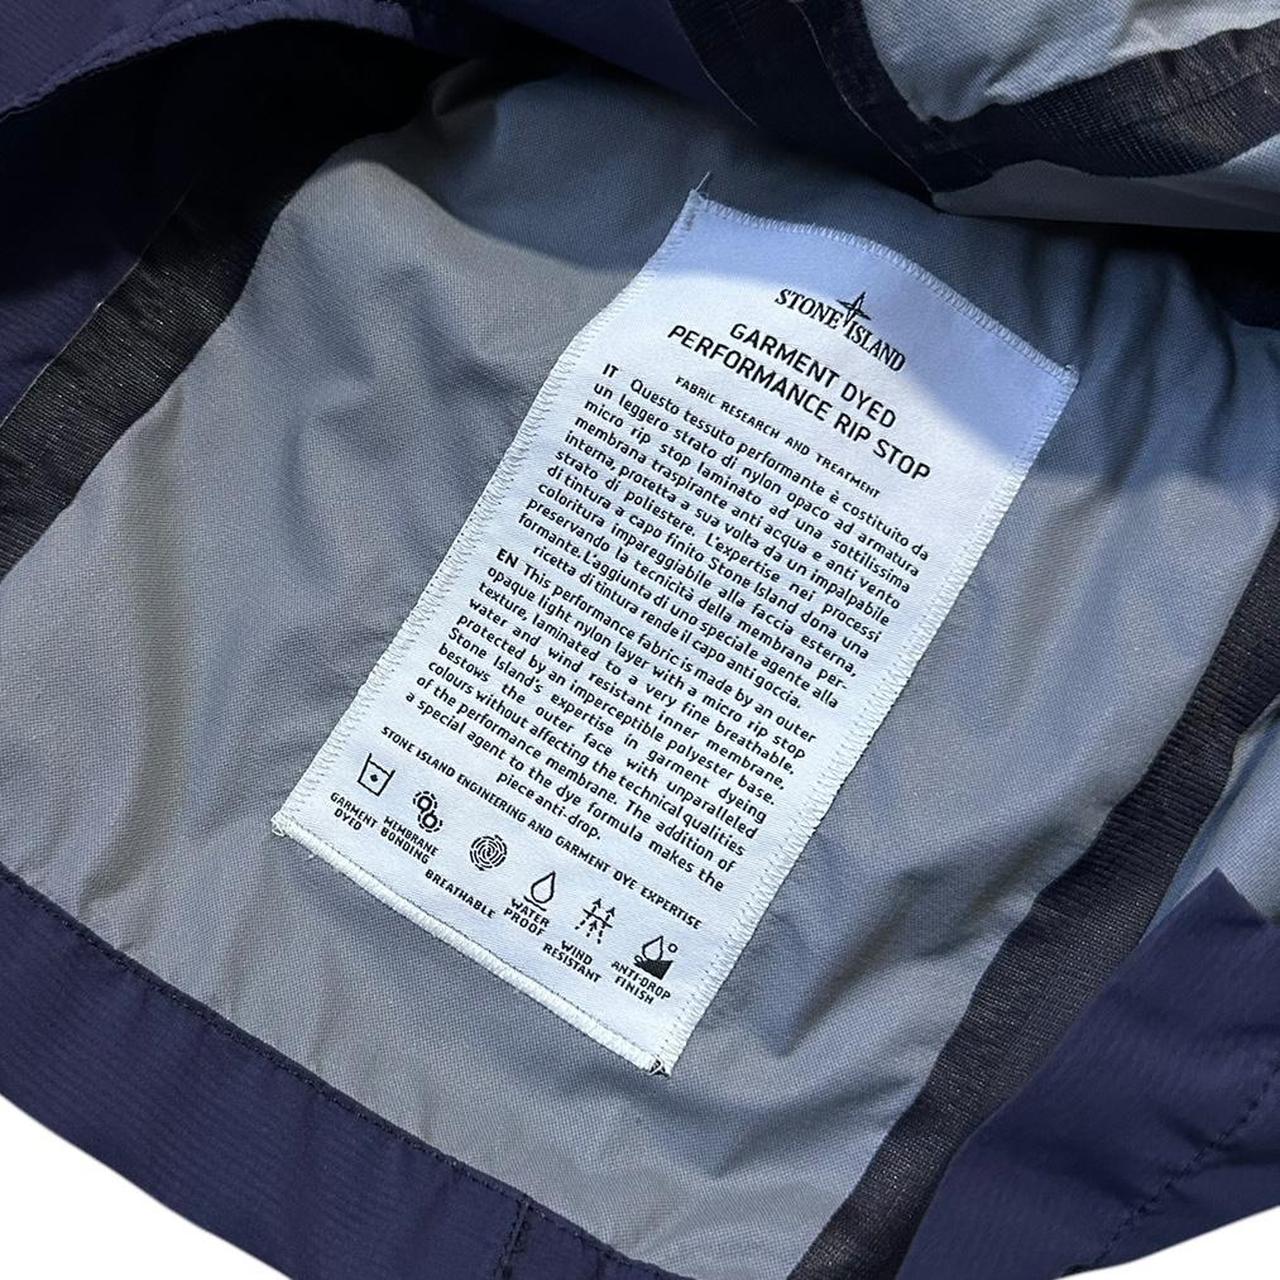 STONE ISLAND
GARMENT DYED
PERFORMANCE RIP STOP
FABRIC RESEARCH AND TREATMENT
IT Questo tessuto performante è costituito da
un leggero strato di nylon opaco ad armatura
micro rip stop laminato ad una sottilissima
membrana traspirante anti acqua e anti vento
interna, protetta a sua volta da un impalpabile
strato di poliestere. L'expertise nei processi
di tintura a capo finito Stone Island dona una
coloritura impareggiabile alla faccia esterna,
preservando la tecnicità della membrana per-
formante. L'aggiunta di uno speciale agente alla
ricetta di tintura rende il capo anti goccia.
EN This performance fabric is made by an outer
opaque light nylon layer with a micro rip stop
texture, laminated to a very fine breathable,
water and wind resistant inner membrane,
protected by an imperceptible polyester base.
Stone Island's expertise in garment dyeing
bestows the outer face with unparalleled
colours without affecting the technical qualities
of the performance membrane. The addition of
a special agent to the dye formula makes the
piece anti-drop.
STONE ISLAND ENGINEERING AND GARMENT DYE EXPERTISE
GARMENT
DYED
MEMBRANE
BONDING
BREATHABLE
WATER
PROOF
WIND
RESISTANT
ANTI-DROP
FINISH